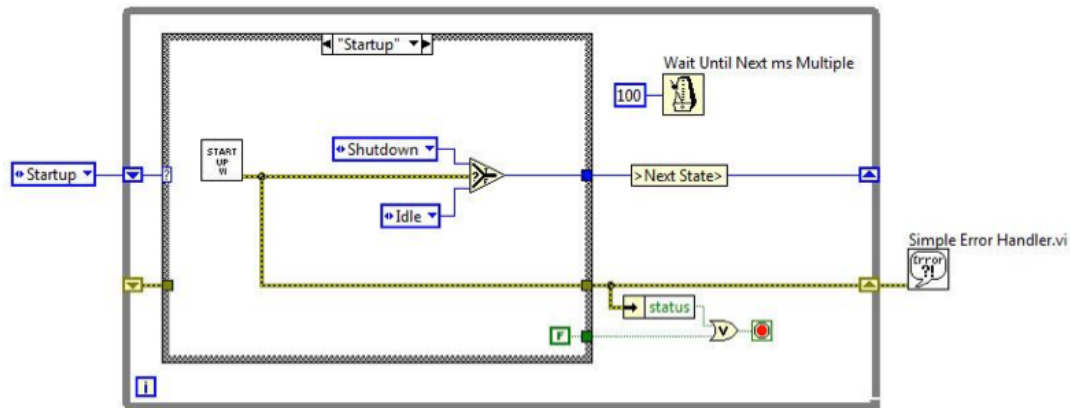 "Startup"
Wait Until Next ms Multiple
100
START
UP
VI
Shutdown
Startup
?
?
F
>Next State>
Idle
Simple Error Handler.vi
Error
?!
status
F
V
i